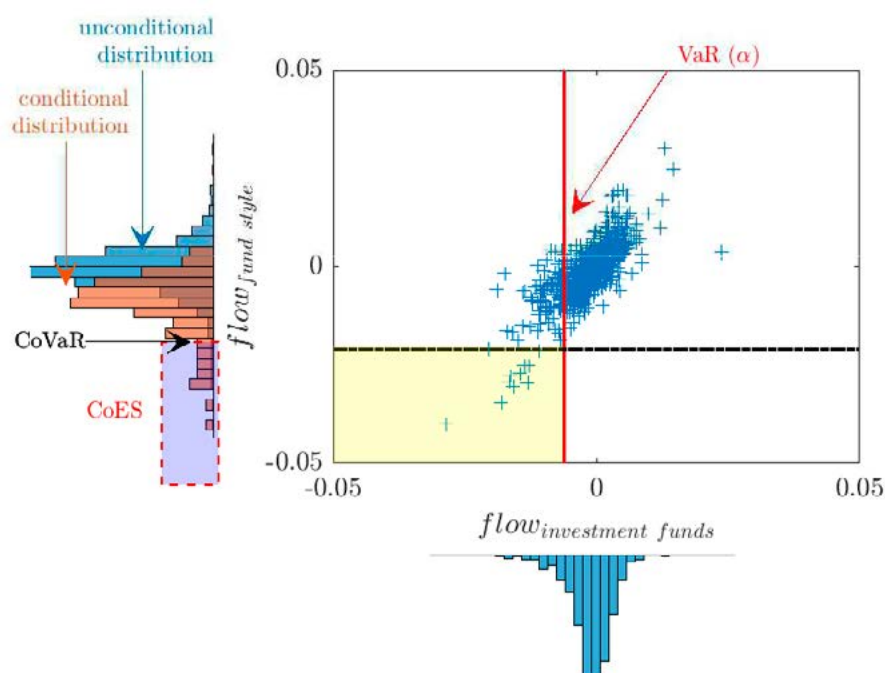 unconditional
distribution
conditional
distribution
CoVaR
CoES
flow_fund style
VaR (α)
0.05
0
-0.05
-0.05
0
0.05
flow_investment funds